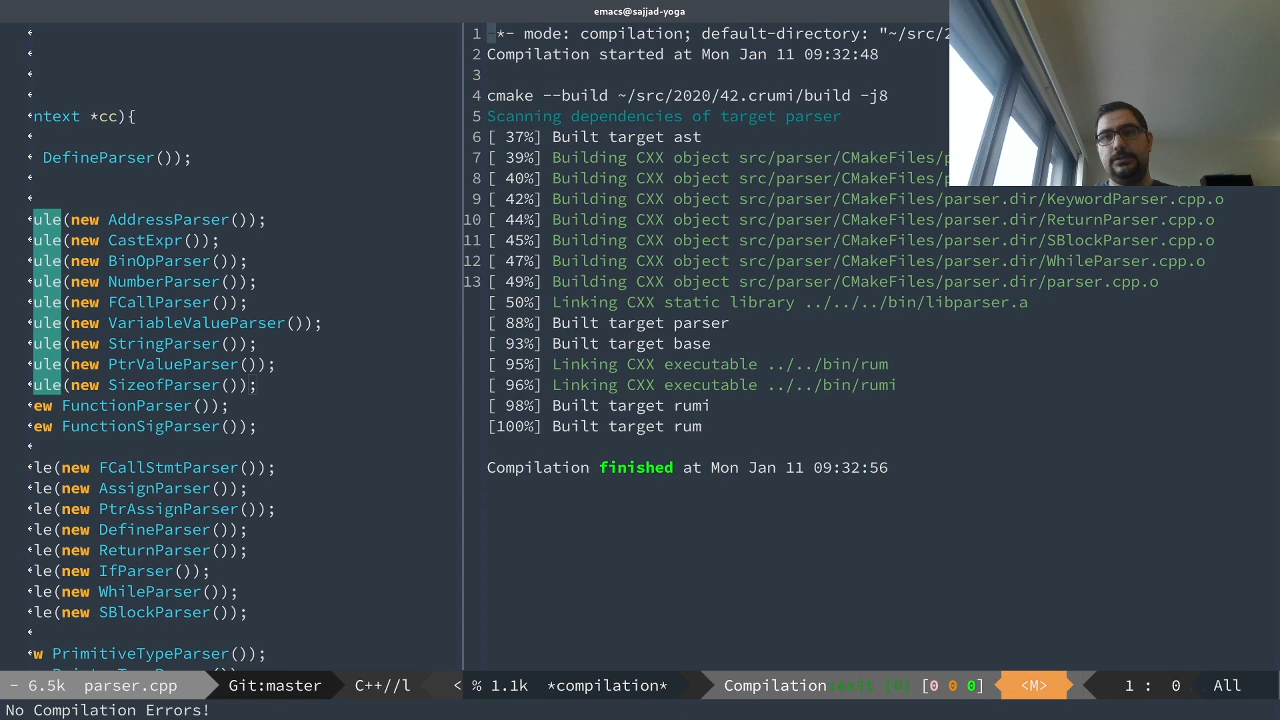 emacs@sajjad-yoga
ntext *cc){
DefineParser());
ule(new AddressParser());
ule(new CastExpr());
ule(new BinOpParser());
ule(new NumberParser());
ule(new FCallParser());
ule(new VariableValueParser());
ule(new StringParser());
ule(new PtrValueParser());
ule(new SizeofParser());
ew FunctionParser());
ew FunctionSigParser());
le(new FCallStmtParser());
le(new AssignParser());
le(new PtrAssignParser());
le(new DefineParser());
le(new ReturnParser());
le(new IfParser());
le(new WhileParser());
le(new SBlockParser());
w PrimitiveTypeParser());
- 6.5k parser.cpp Git:master C++//l
1 -*- mode: compilation; default-directory: "~/src/2
2 Compilation started at Mon Jan 11 09:32:48
3
4 cmake --build ~/src/2020/42.crumi/build -j8
5 Scanning dependencies of target parser
6 [ 37%] Built target ast
7 [ 39%] Building CXX object src/parser/CMakeFiles/p
8 [ 40%] Building CXX object src/parser/CMakeFiles/p
9 [ 42%] Building CXX object src/parser/CMakeFiles/parser.dir/KeywordParser.cpp.o
10 [ 44%] Building CXX object src/parser/CMakeFiles/parser.dir/ReturnParser.cpp.o
11 [ 45%] Building CXX object src/parser/CMakeFiles/parser.dir/SBlockParser.cpp.o
12 [ 47%] Building CXX object src/parser/CMakeFiles/parser.dir/WhileParser.cpp.o
13 [ 49%] Building CXX object src/parser/CMakeFiles/parser.dir/parser.cpp.o
[ 50%] Linking CXX static library ../../../bin/libparser.a
[ 88%] Built target parser
[ 93%] Built target base
[ 95%] Linking CXX executable ../../bin/rum
[ 96%] Linking CXX executable ../../bin/rumi
[ 98%] Built target rumi
[100%] Built target rum
Compilation finished at Mon Jan 11 09:32:56
< % 1.1k *compilation* Compilation:exit [0] [0 0 0] <M> 1 : 0 All
No Compilation Errors!